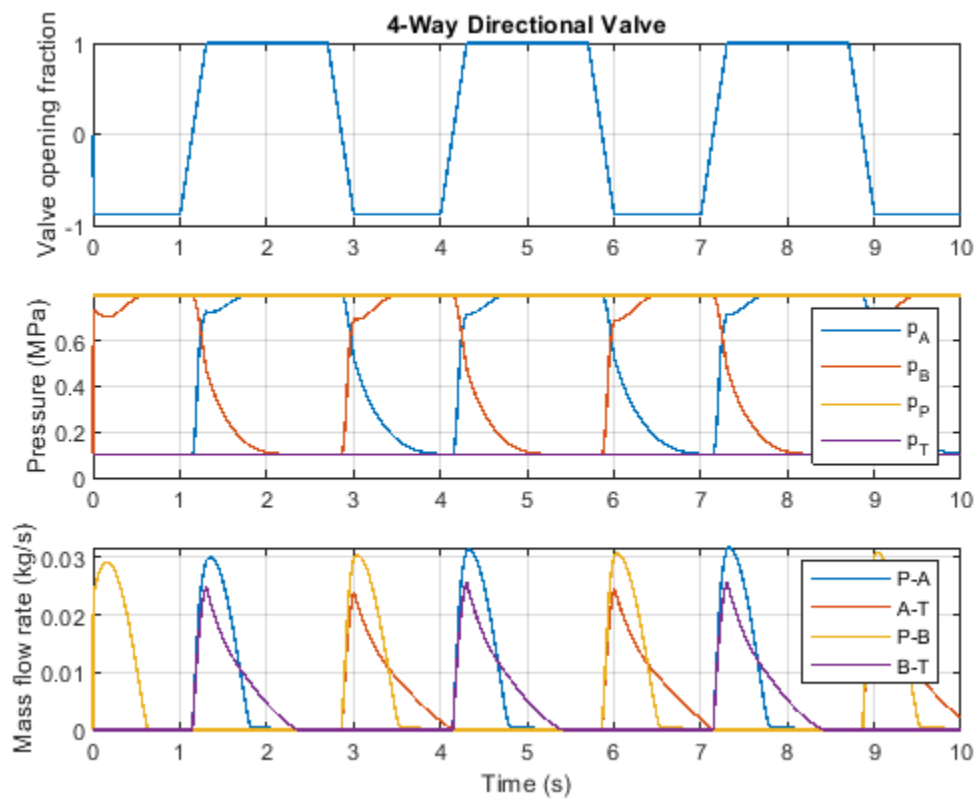 4-Way Directional Valve
Valve opening fraction
1
0
-1
0 1 2 3 4 5 6 7 8 9 10
Pressure (MPa)
0.6
0.4
0.2
0
p_A
p_B
p_P
p_T
0 1 2 3 4 5 6 7 8 9 10
Mass flow rate (kg/s)
0.03
0.02
0.01
0
P-A
A-T
P-B
B-T
0 1 2 3 4 5 6 7 8 9 10
Time (s)